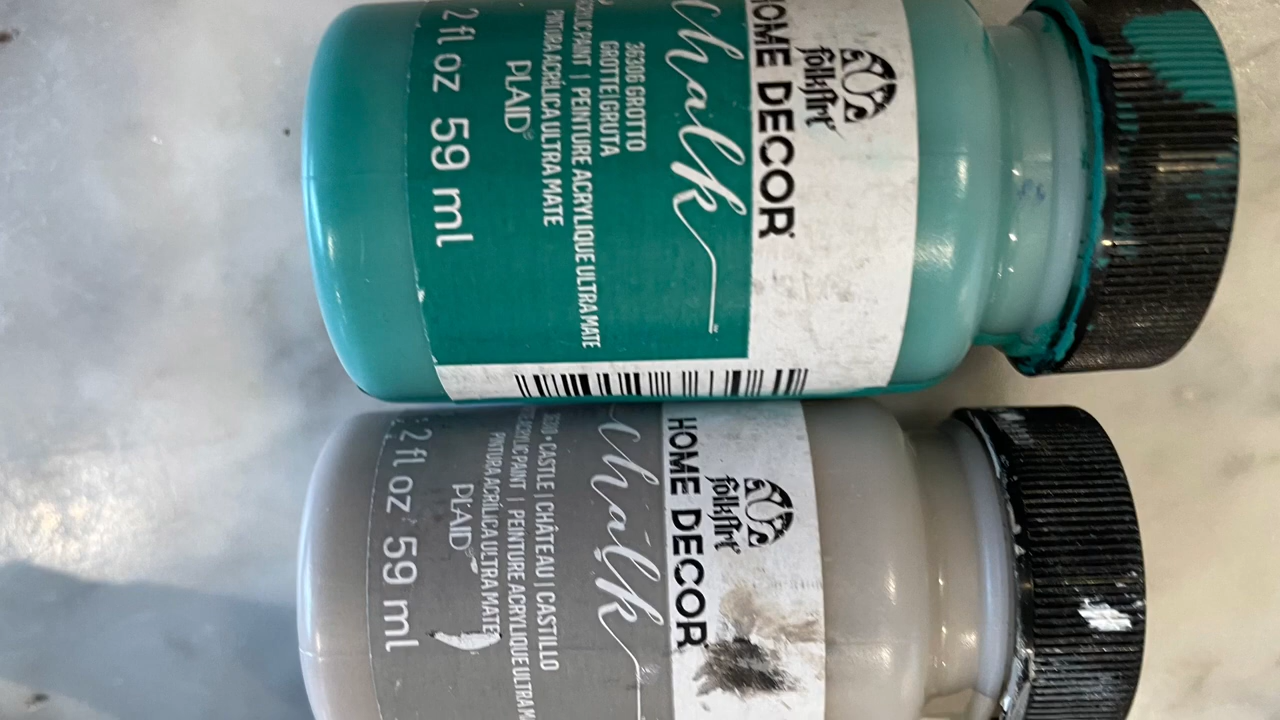 folkArt
HOME DECOR
chalk
36306 GROTTO
GROTTE | GRUTA
PAINT | PEINTURE ACRYLIQUE ULTRA MATE
PINTURA ACRÍLICA ULTRA MATE
PLAID
2 fl oz 59 ml
folkArt
HOME DECOR
chalk
CASTLE | CHÂTEAU | CASTILLO
PAINT | PEINTURE ACRYLIQUE ULTRA
PINTURA ACRÍLICA ULTRA MATE
PLAID
2 fl oz 59 ml